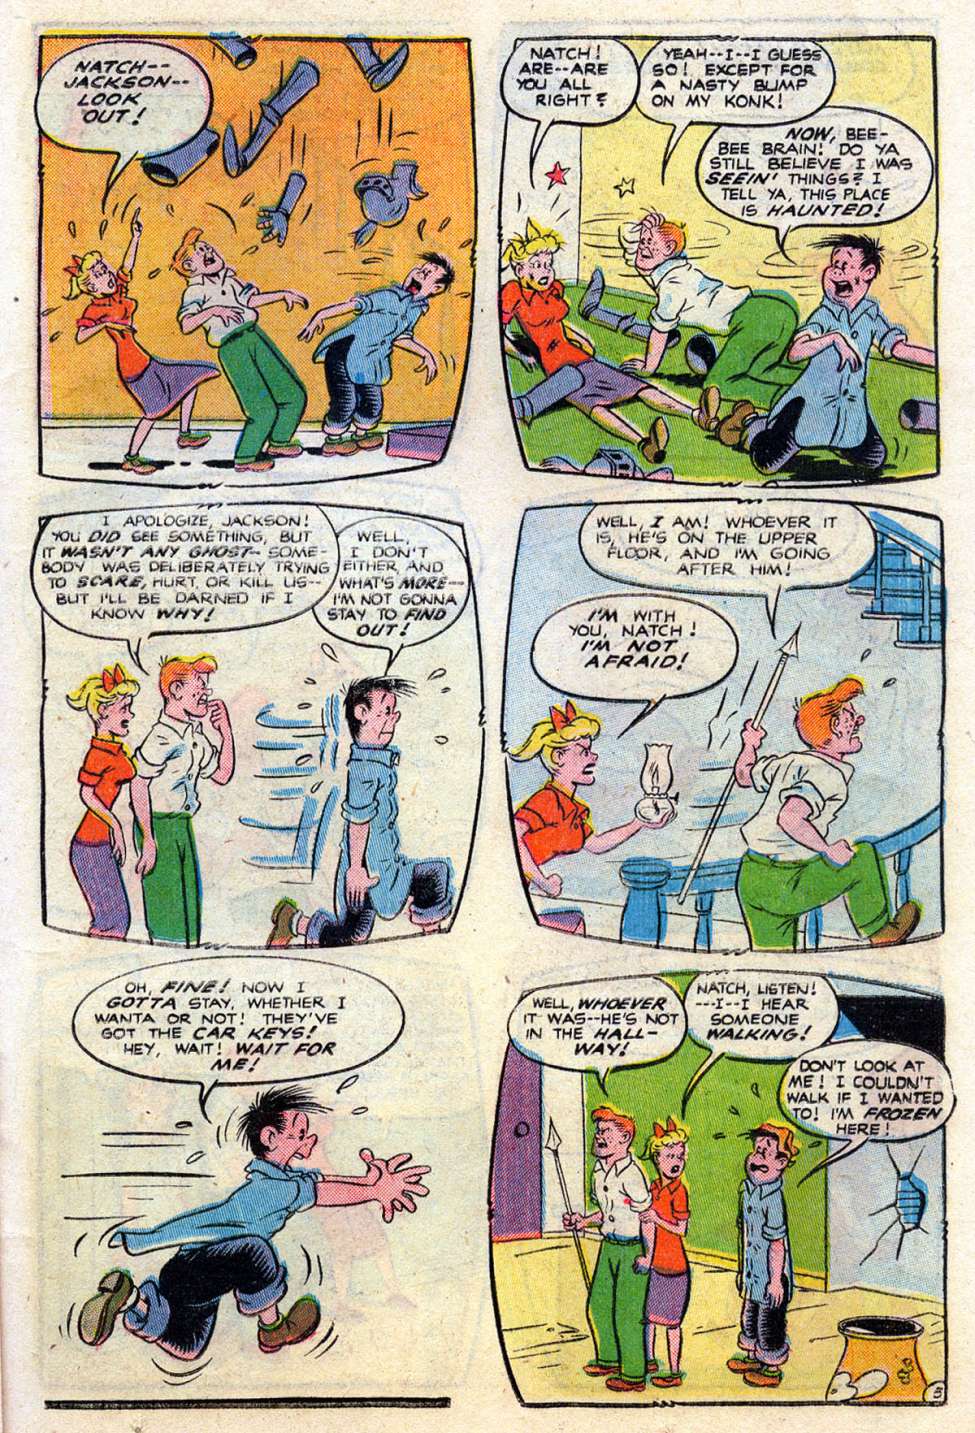 NATCH--
JACKSON--
LOOK
OUT!
NATCH!
ARE--ARE
YOU ALL
RIGHT?
YEAH--I--I GUESS
SO! EXCEPT FOR
A NASTY BUMP
ON MY KONK!
NOW, BEE-
BEE BRAIN! DO YA
STILL BELIEVE I WAS
SEEIN' THINGS? I
TELL YA, THIS PLACE
IS HAUNTED!
I APOLOGIZE, JACKSON!
YOU DID SEE SOMETHING, BUT
IT WASN'T ANY GHOST-- SOME-
BODY WAS DELIBERATELY TRYING
TO SCARE, HURT, OR KILL US--
BUT I'LL BE DARNED IF I
KNOW WHY!
WELL,
I DON'T
EITHER, AND
WHAT'S MORE--
I'M NOT GONNA
STAY TO FIND
OUT!
WELL, I AM! WHOEVER IT
IS, HE'S ON THE UPPER
FLOOR, AND I'M GOING
AFTER HIM!
I'M WITH
YOU, NATCH!
I'M NOT
AFRAID!
OH, FINE! NOW I
GOTTA STAY, WHETHER I
WANTA OR NOT! THEY'VE
GOT THE CAR KEYS!
HEY, WAIT! WAIT FOR
ME!
WELL, WHOEVER
IT WAS--HE'S NOT
IN THE HALL-
WAY!
NATCH, LISTEN!
---I--I HEAR
SOMEONE
WALKING!
DON'T LOOK AT
ME! I COULDN'T
WALK IF I WANTED
TO! I'M FROZEN
HERE!
3